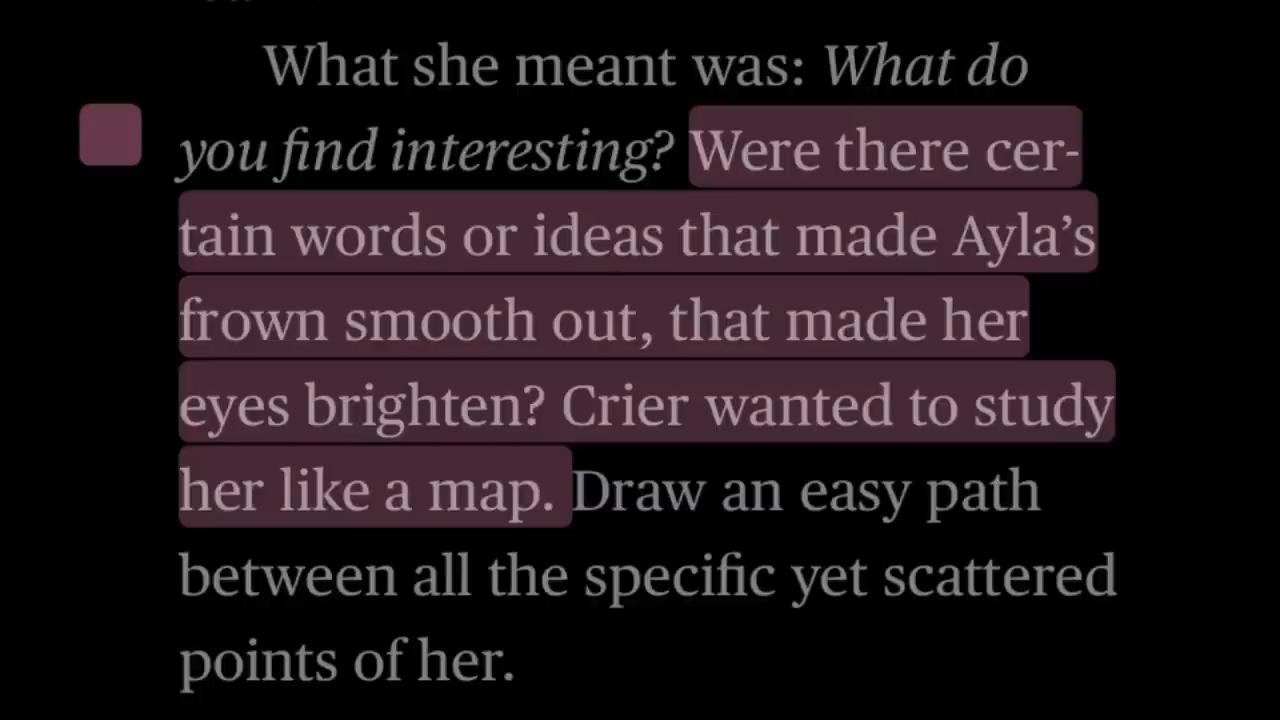 What she meant was: What do
you find interesting? Were there cer-
tain words or ideas that made Ayla’s
frown smooth out, that made her
eyes brighten? Crier wanted to study
her like a map. Draw an easy path
between all the specific yet scattered
points of her.